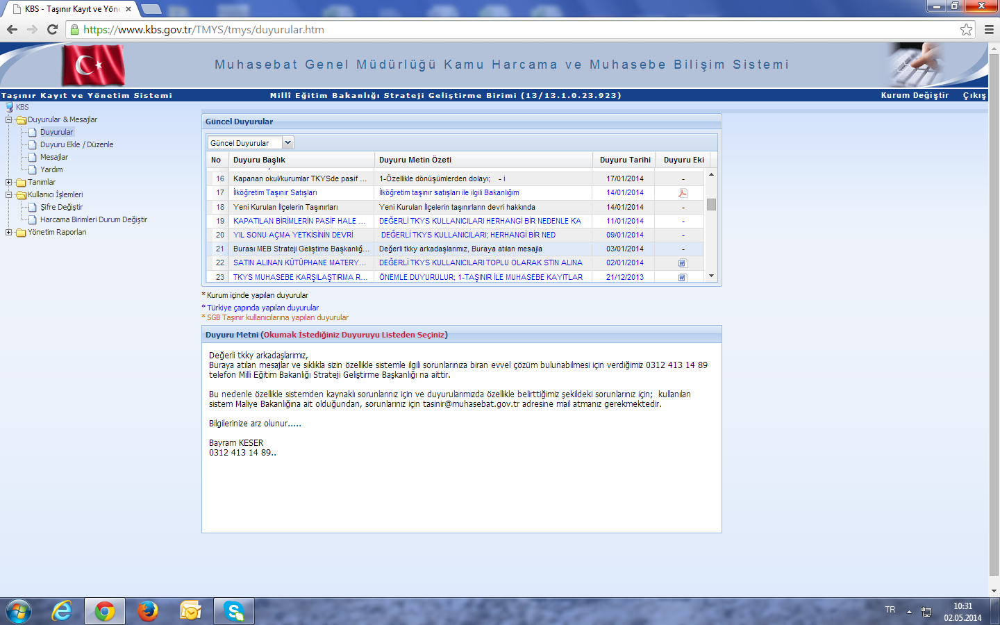 KBS - Taşınır Kayıt ve Yöne
https://www.kbs.gov.tr/TMYS/tmys/duyurular.htm
Muhasebat Genel Müdürlüğü Kamu Harcama ve Muhasebe Bilişim Sistemi
Taşınır Kayıt ve Yönetim Sistemi
Millî Eğitim Bakanlığı Strateji Geliştirme Birimi (13/13.1.0.23.923)
Kurum Değiştir Çıkış
KBS
Duyurular & Mesajlar
Duyurular
Duyuru Ekle / Düzenle
Mesajlar
Yardım
Tanımlar
Kullanıcı İşlemleri
Şifre Değiştir
Harcama Birimleri Durum Değiştir
Yönetim Raporları
Güncel Duyurular
Güncel Duyurular
No Duyuru Başlık Duyuru Metin Özeti Duyuru Tarihi Duyuru Eki
16 Kapanan okul/kurumlar TKYSde pasif ... 1-Özellikle dönüşümlerden dolayı; - i 17/01/2014 -
17 İlköğretim Taşınır Satışları İlköğretim taşınır satışları ile ilgili Bakanlığım 14/01/2014
18 Yeni Kurulan İlçelerin Taşınırları Yeni Kurulan İlçelerin taşınırların devri hakkında 14/01/2014 -
19 KAPATILAN BİRİMLERİN PASİF HALE ... DEĞERLİ TKYS KULLANICILARI HERHANGİ BİR NEDENLE KA 11/01/2014 -
20 YIL SONU AÇMA YETKİSİNİN DEVRİ DEĞERLİ TKYS KULLANICILARI; HERHANGİ BİR NED 09/01/2014 -
21 Burası MEB Strateji Geliştime Başkanlığ... Değerli tkky arkadaşlarımız, Buraya atılan mesajla 03/01/2014 -
22 SATIN ALINAN KÜTÜPHANE MATERY... DEĞERLİ TKYS KULLANICILARI TOPLU OLARAK STIN ALINA 02/01/2014
23 TKYS MUHASEBE KARŞILAŞTIRMA R... ÖNEMLE DUYURULUR; 1-TAŞINIR İLE MUHASEBE KAYITLAR 21/12/2013
* Kurum içinde yapılan duyurular
* Türkiye çapında yapılan duyurular
* SGB Taşınır kullanıcılarına yapılan duyurular
Duyuru Metni (Okumak İstediğiniz Duyuruyu Listeden Seçiniz)
Değerli tkky arkadaşlarımız,
Buraya atılan mesajlar ve sıklıkla sizin özellikle sistemle ilgili sorunlarınıza biran evvel çözüm bulunabilmesi için verdiğimiz 0312 413 14 89
telefon Milli Eğitim Bakanlığı Strateji Geliştirme Başkanlığı na aittir.
Bu nedenle özellikle sistemden kaynaklı sorunlarınız için ve duyurularımızda özellikle belirttiğimiz şekildeki sorunlarınız için; kullanılan
sistem Maliye Bakanlığına ait olduğundan, sorunlarınız için tasinir@muhasebat.gov.tr adresine mail atmanız gerekmektedir.
Bilgilerinize arz olunur.....
Bayram KESER
0312 413 14 89..
TR
10:31
02.05.2014